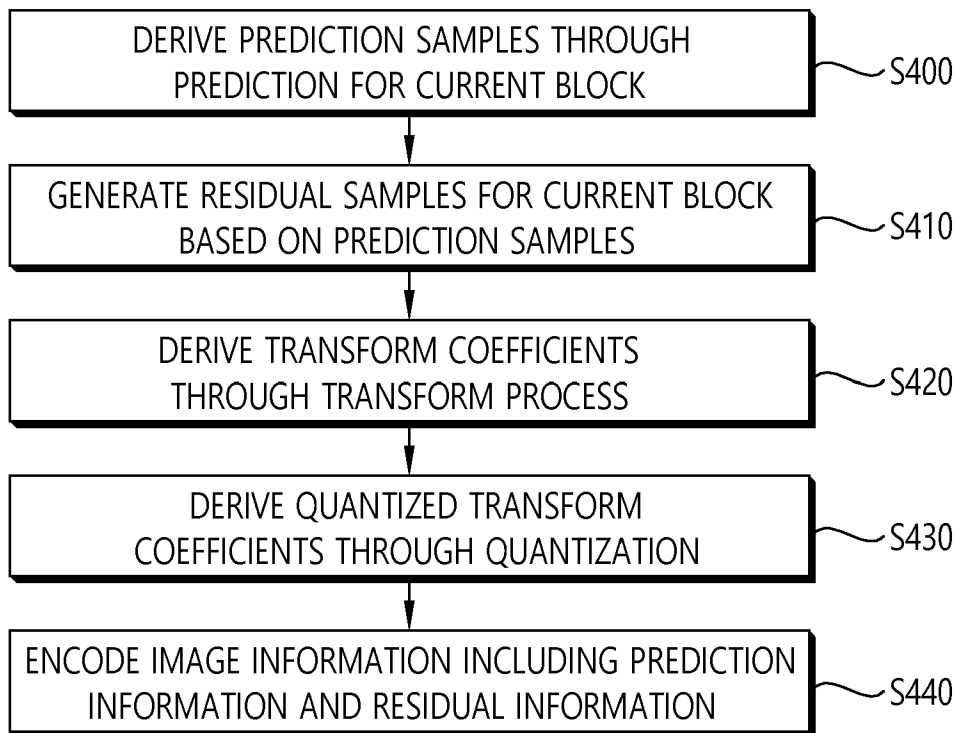 DERIVE PREDICTION SAMPLES THROUGH
PREDICTION FOR CURRENT BLOCK
S400
GENERATE RESIDUAL SAMPLES FOR CURRENT BLOCK
BASED ON PREDICTION SAMPLES
S410
DERIVE TRANSFORM COEFFICIENTS
THROUGH TRANSFORM PROCESS
S420
DERIVE QUANTIZED TRANSFORM
COEFFICIENTS THROUGH QUANTIZATION
S430
ENCODE IMAGE INFORMATION INCLUDING PREDICTION
INFORMATION AND RESIDUAL INFORMATION
S440